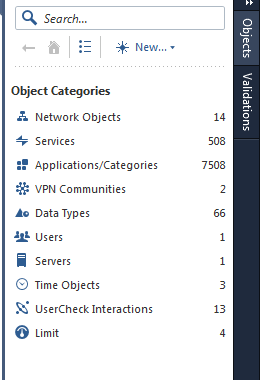 Search...
New...
Object Categories
Network Objects 14
Services 508
Applications/Categories 7508
VPN Communities 2
Data Types 66
Users 1
Servers 1
Time Objects 3
UserCheck Interactions 13
Limit 4
Objects
Validations